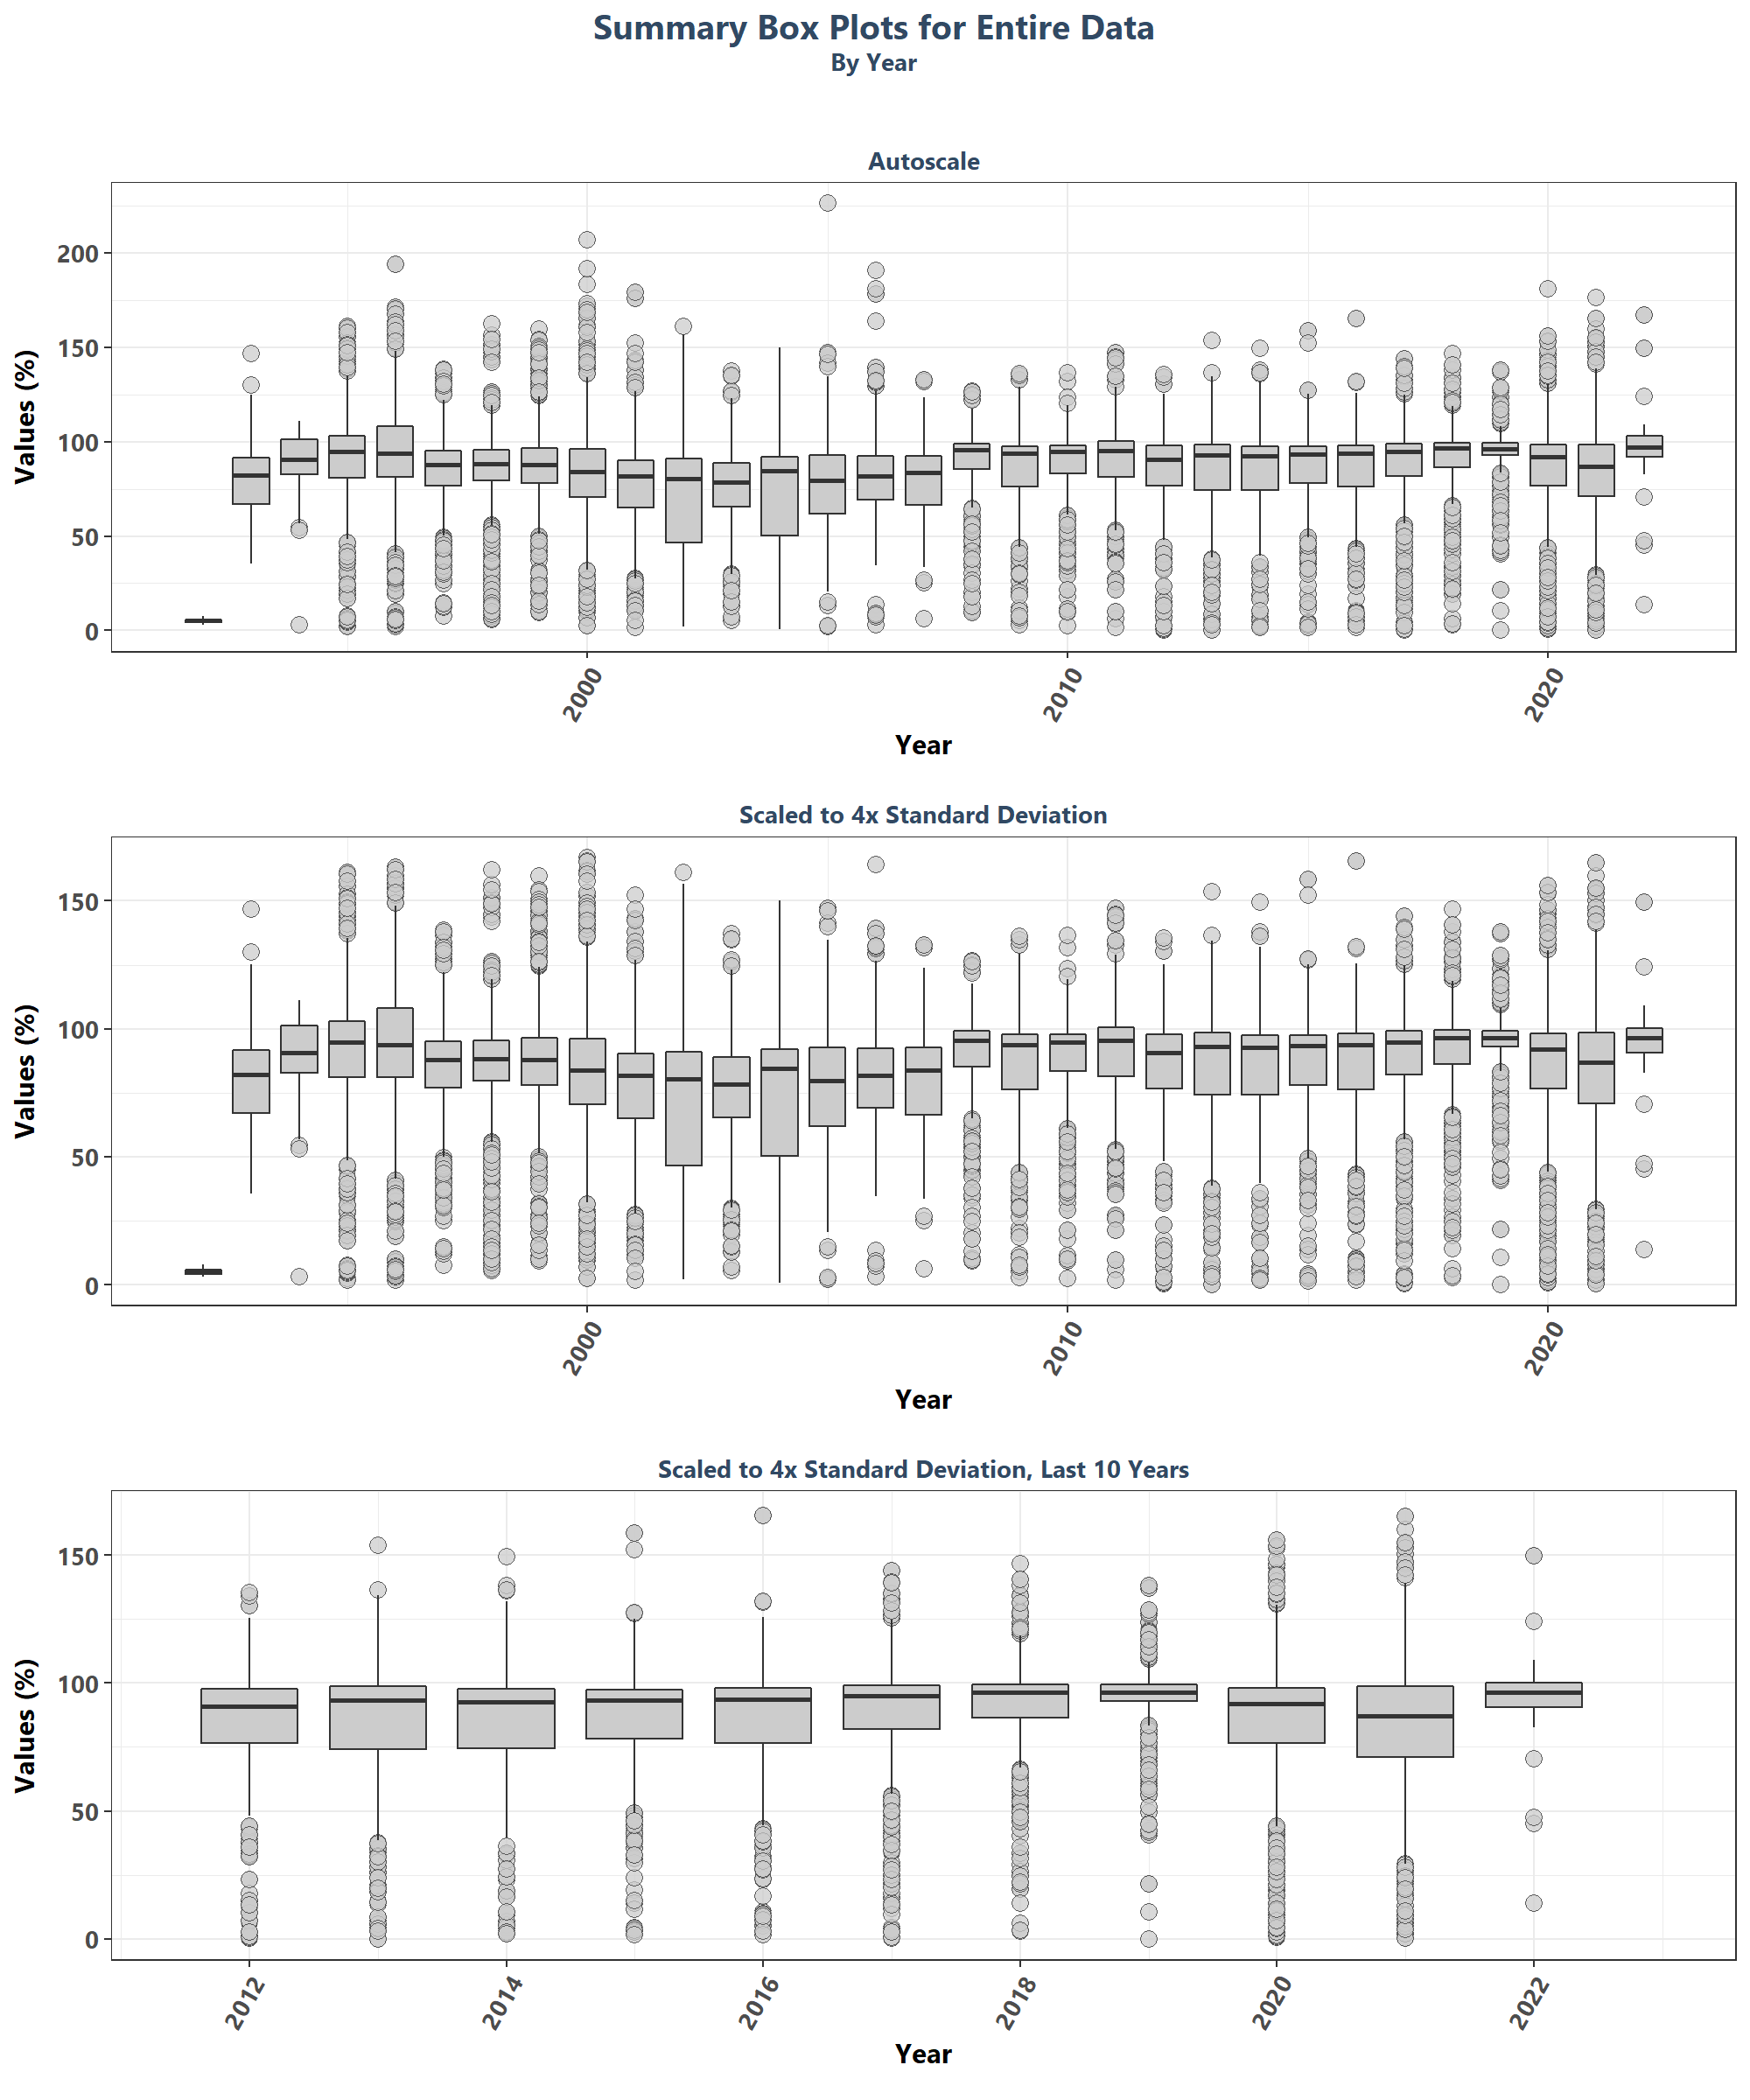 Summary Box Plots for Entire Data
By Year
Autoscale
Values (%)
200
150
100
50
0
2000
2010
2020
Year
Scaled to 4x Standard Deviation
Values (%)
150
100
50
0
2000
2010
2020
Year
Scaled to 4x Standard Deviation, Last 10 Years
Values (%)
150
100
50
0
2012
2014
2016
2018
2020
2022
Year